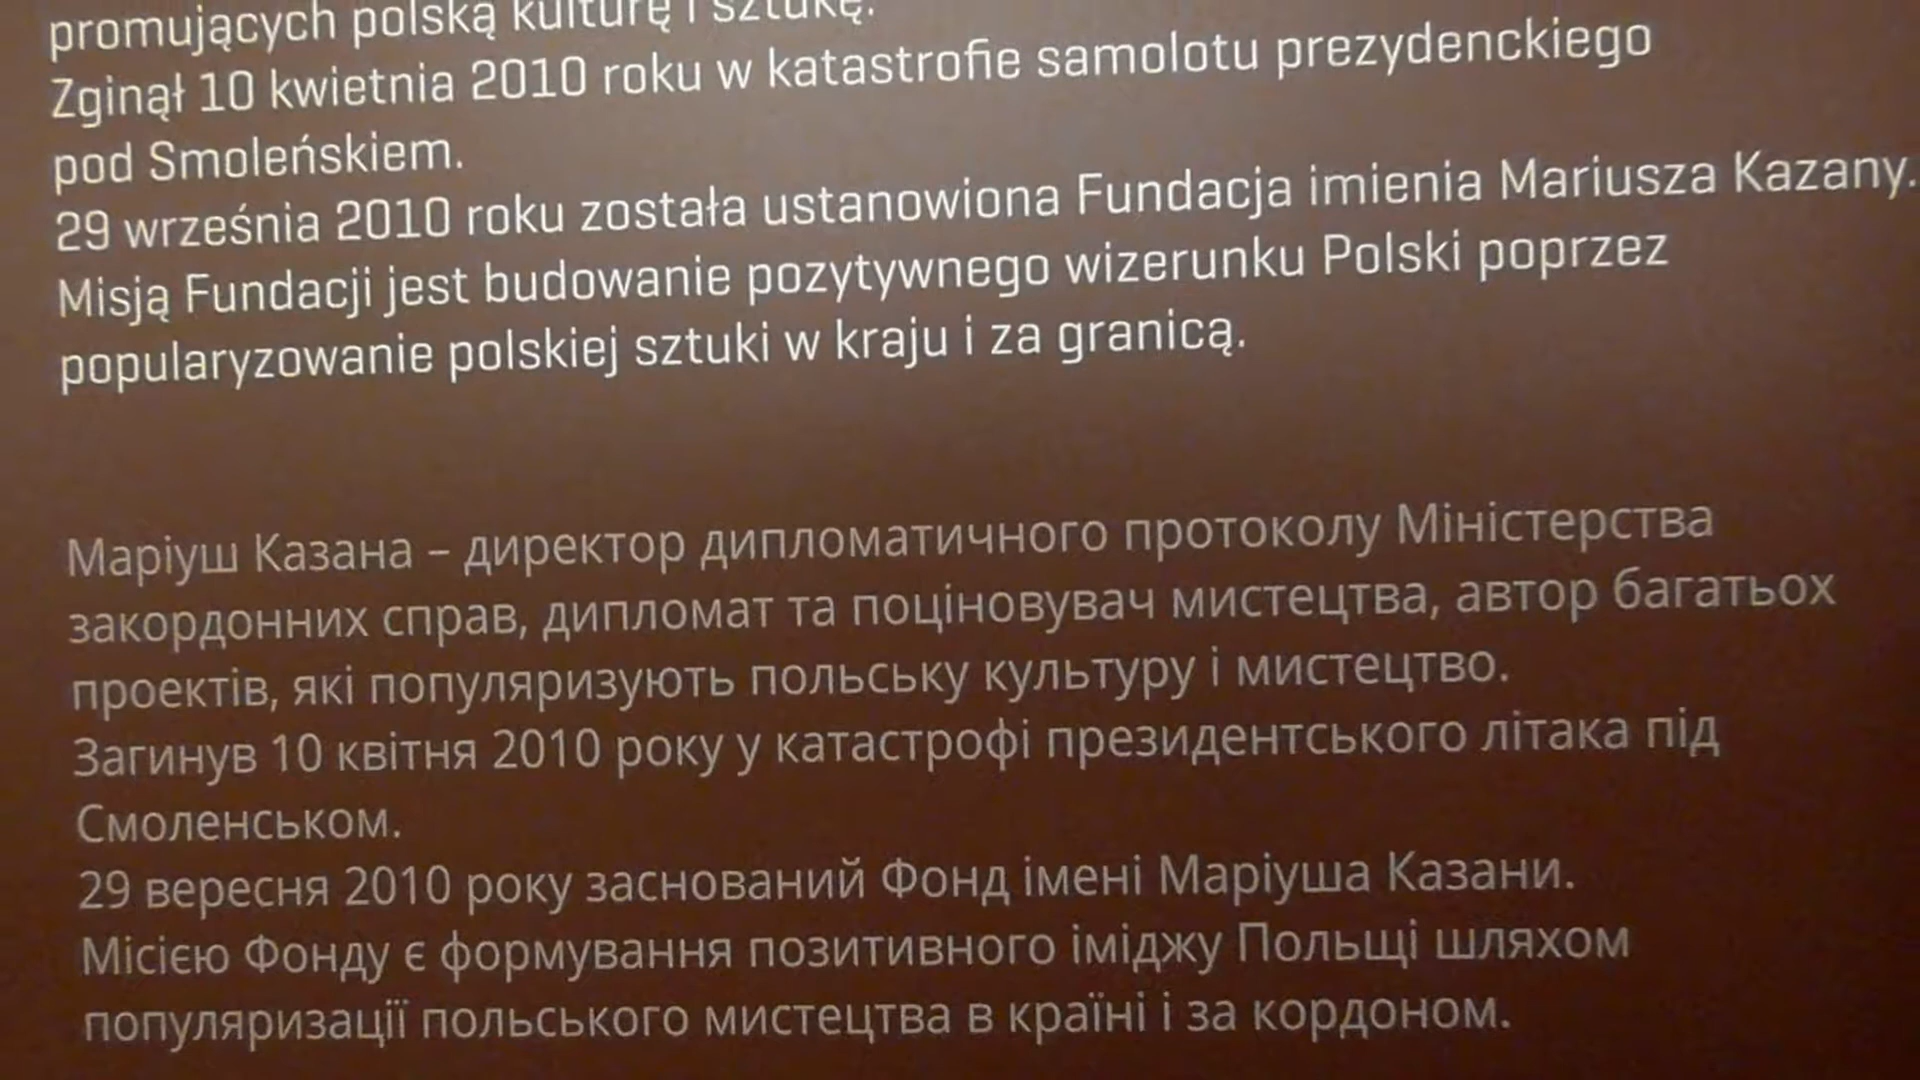 promujących polską kulturę i sztukę.
Zginął 10 kwietnia 2010 roku w katastrofie samolotu prezydenckiego
pod Smoleńskiem.
29 września 2010 roku została ustanowiona Fundacja imienia Mariusza Kazany.
Misją Fundacji jest budowanie pozytywnego wizerunku Polski poprzez
popularyzowanie polskiej sztuki w kraju i za granicą.
Маріуш Казана – директор дипломатичного протоколу Міністерства
закордонних справ, дипломат та поціновувач мистецтва, автор багатьох
проектів, які популяризують польську культуру і мистецтво.
Загинув 10 квітня 2010 року у катастрофі президентського літака під
Смоленськом.
29 вересня 2010 року заснований Фонд імені Маріуша Казани.
Місією Фонду є формування позитивного іміджу Польщі шляхом
популяризації польського мистецтва в країні і за кордоном.